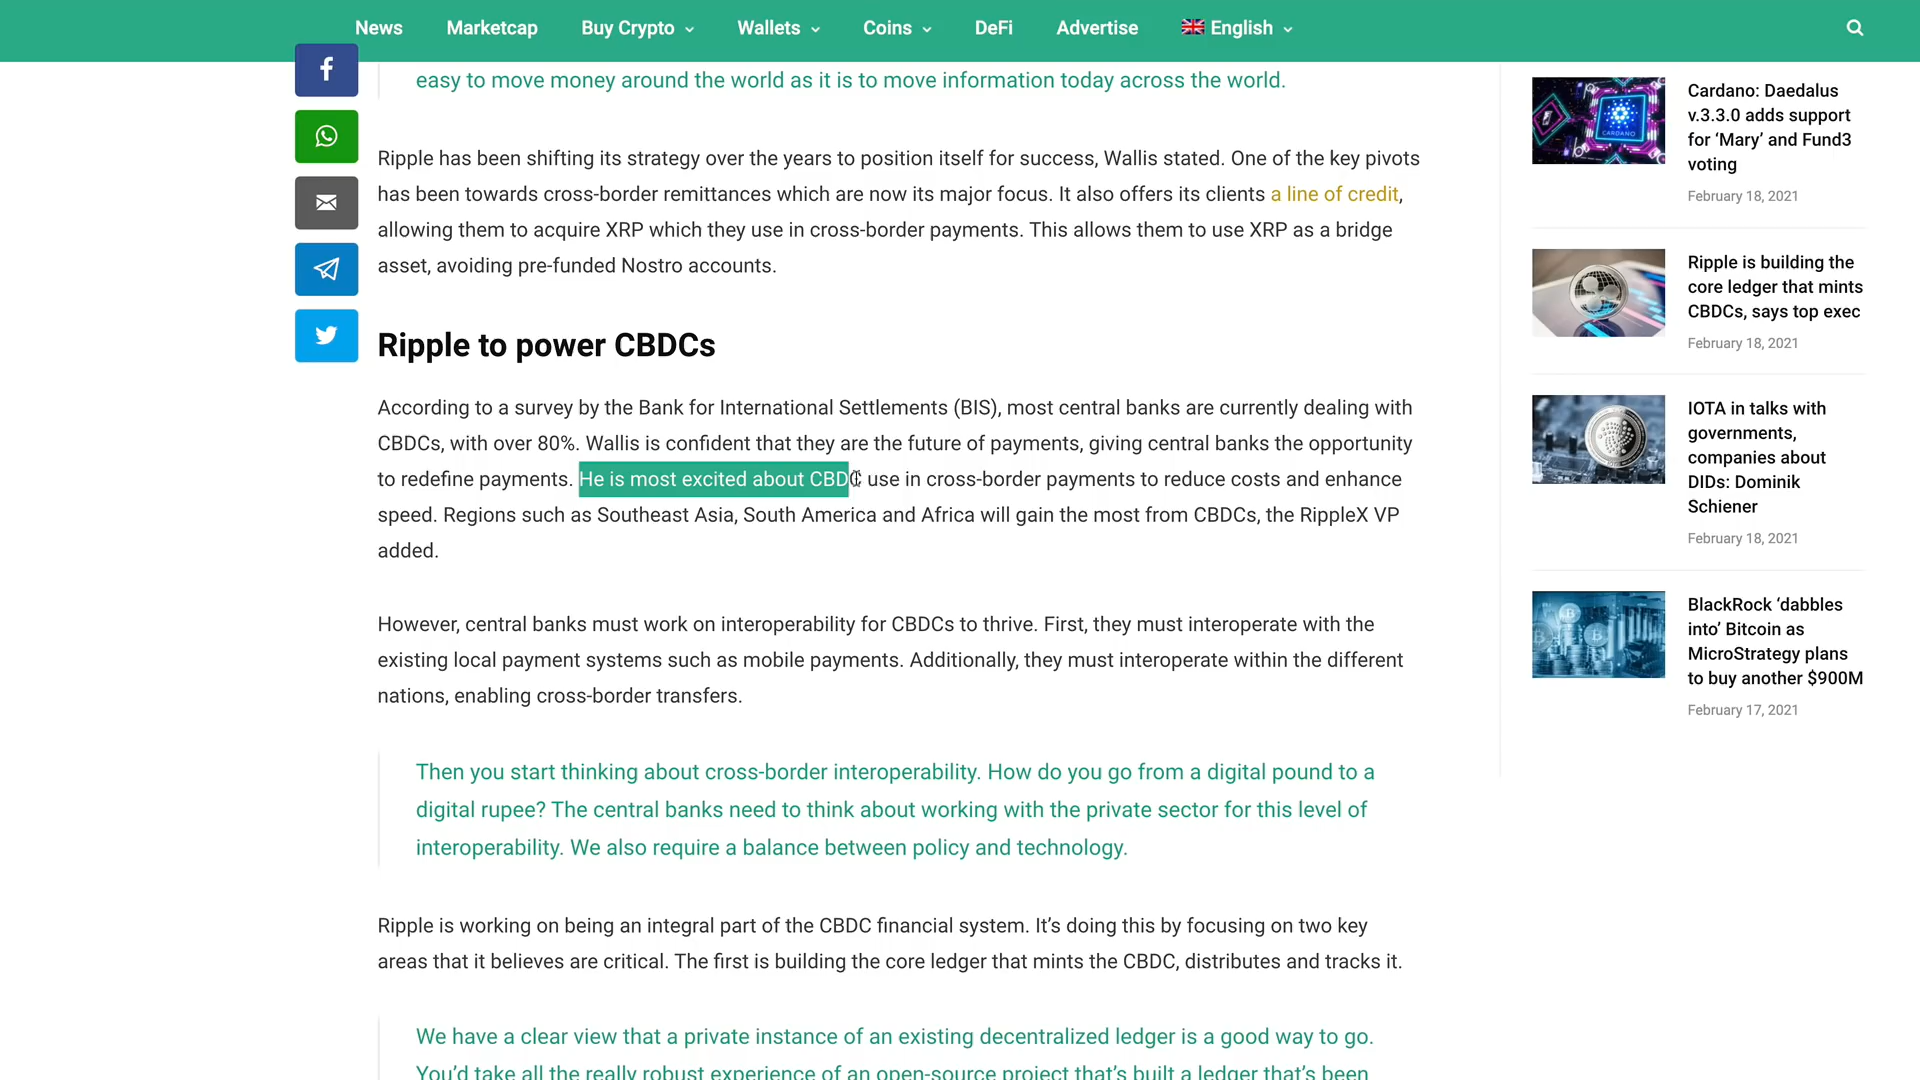 News Marketcap Buy Crypto Wallets Coins DeFi Advertise English
easy to move money around the world as it is to move information today across the world.
Ripple has been shifting its strategy over the years to position itself for success, Wallis stated. One of the key pivots
has been towards cross-border remittances which are now its major focus. It also offers its clients a line of credit,
allowing them to acquire XRP which they use in cross-border payments. This allows them to use XRP as a bridge
asset, avoiding pre-funded Nostro accounts.
Ripple to power CBDCs
According to a survey by the Bank for International Settlements (BIS), most central banks are currently dealing with
CBDCs, with over 80%. Wallis is confident that they are the future of payments, giving central banks the opportunity
to redefine payments. He is most excited about CBDC use in cross-border payments to reduce costs and enhance
speed. Regions such as Southeast Asia, South America and Africa will gain the most from CBDCs, the RippleX VP
added.
However, central banks must work on interoperability for CBDCs to thrive. First, they must interoperate with the
existing local payment systems such as mobile payments. Additionally, they must interoperate within the different
nations, enabling cross-border transfers.
Then you start thinking about cross-border interoperability. How do you go from a digital pound to a
digital rupee? The central banks need to think about working with the private sector for this level of
interoperability. We also require a balance between policy and technology.
Ripple is working on being an integral part of the CBDC financial system. It’s doing this by focusing on two key
areas that it believes are critical. The first is building the core ledger that mints the CBDC, distributes and tracks it.
We have a clear view that a private instance of an existing decentralized ledger is a good way to go.
You’d take all the really robust experience of an open-source project that’s built a ledger that’s been
CARDANO
Cardano: Daedalus
v.3.3.0 adds support
for ‘Mary’ and Fund3
voting
February 18, 2021
Ripple is building the
core ledger that mints
CBDCs, says top exec
February 18, 2021
IOTA in talks with
governments,
companies about
DIDs: Dominik
Schiener
February 18, 2021
BlackRock ‘dabbles
into’ Bitcoin as
MicroStrategy plans
to buy another $900M
February 17, 2021